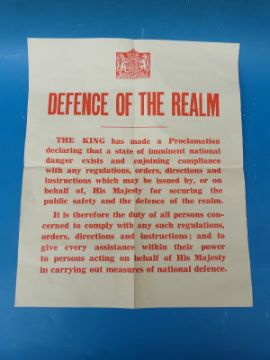 DEFENCE OF THE REALM
THE KING has made a Proclamation
declaring that a state of imminent national
danger exists and enjoining compliance
with any regulations, orders, directions and
instructions which may be issued by, or on
behalf of, His Majesty for securing the
public safety and the defence of the realm.
It is therefore the duty of all persons con-
cerned to comply with any such regulations,
orders, directions and instructions; and to
give every assistance within their power
to persons acting on behalf of His Majesty
in carrying out measures of national defence.